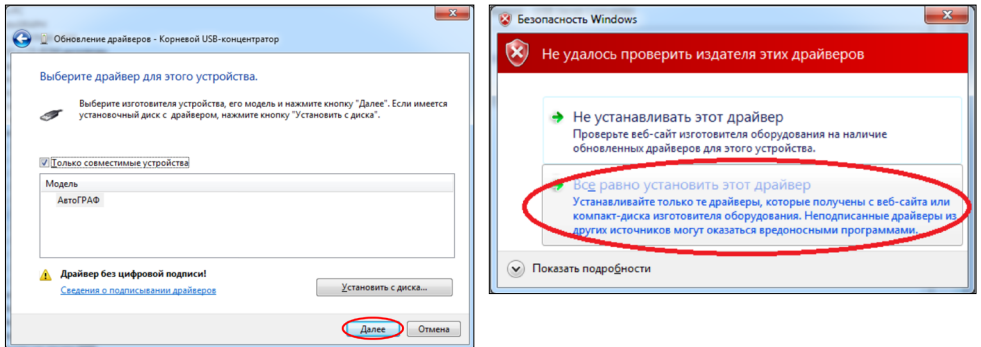 Обновление драйверов - Корневой USB-концентратор
Выберите драйвер для этого устройства.
Выберите изготовителя устройства, его модель и нажмите кнопку "Далее". Если имеется
установочный диск с драйвером, нажмите кнопку "Установить с диска".
Только совместимые устройства
Модель
АвтоГРАФ
Драйвер без цифровой подписи!
Сведения о подписывании драйверов
Установить с диска...
Далее
Отмена
Безопасность Windows
Не удалось проверить издателя этих драйверов
Не устанавливать этот драйвер
Проверьте веб-сайт изготовителя оборудования на наличие
обновленных драйверов для этого устройства.
Все равно установить этот драйвер
Устанавливайте только те драйверы, которые получены с веб-сайта или
компакт-диска изготовителя оборудования. Неподписанные драйверы из
других источников могут оказаться вредоносными программами.
Показать подробности